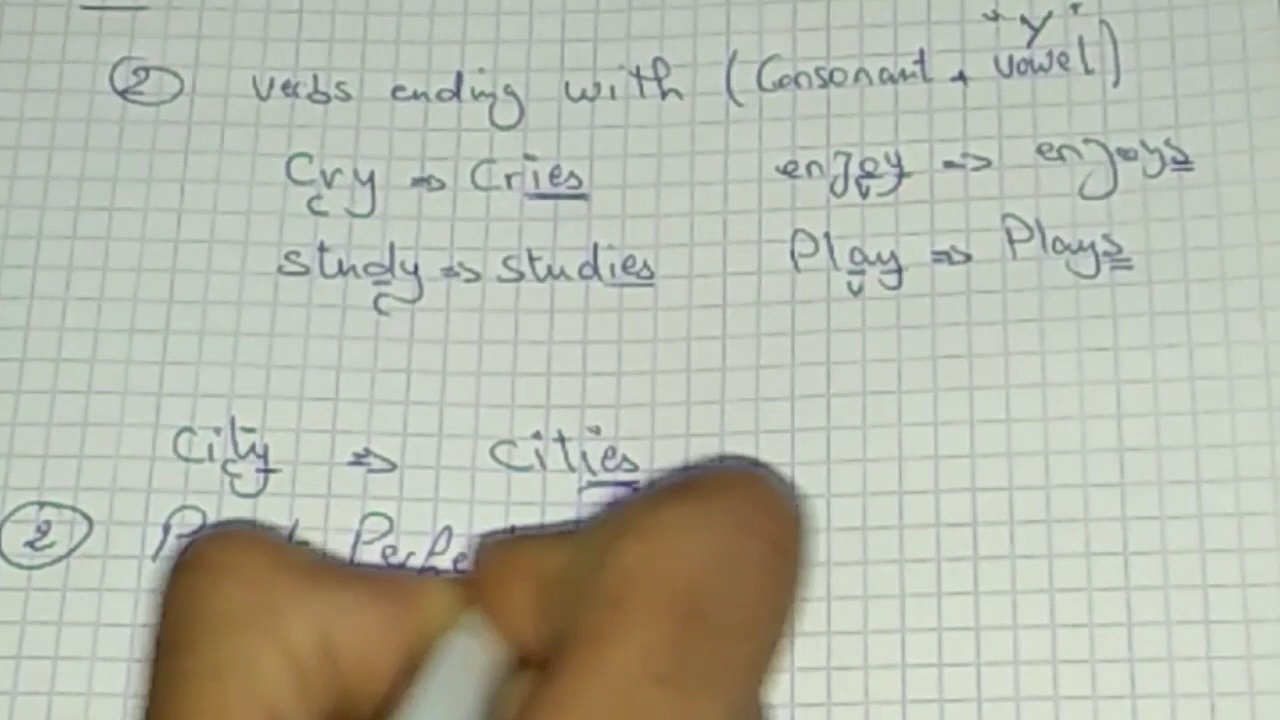 "y"
② verbs ending with (Consonant + vowel)
Cry => Cries enjoy => enjoys
C
study => studies Play => Plays
C v
City => Cities
C
②